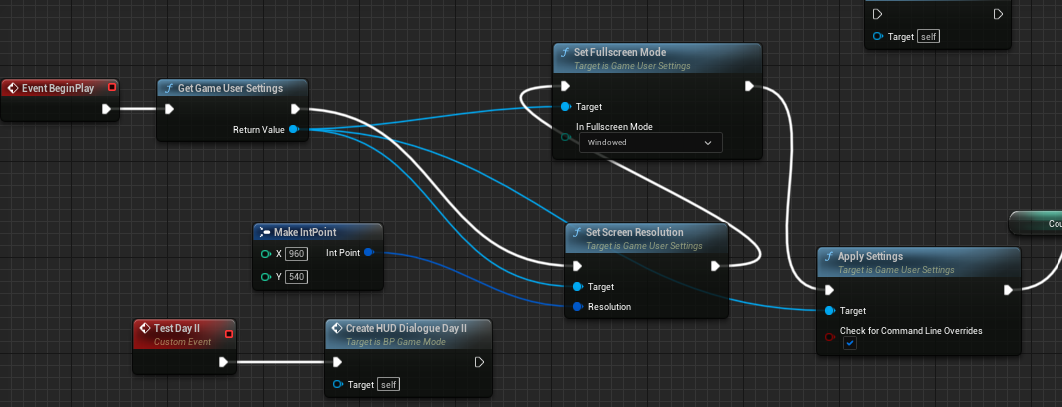 Target self
Event BeginPlay
Get Game User Settings
Return Value
Set Fullscreen Mode
Target is Game User Settings
Target
In Fullscreen Mode
Windowed
Make IntPoint
X 960
Int Point
Y 540
Set Screen Resolution
Target is Game User Settings
Target
Resolution
Apply Settings
Target is Game User Settings
Target
Check for Command Line Overrides
Test Day II
Custom Event
Create HUD Dialogue Day II
Target is BP Game Mode
Target self